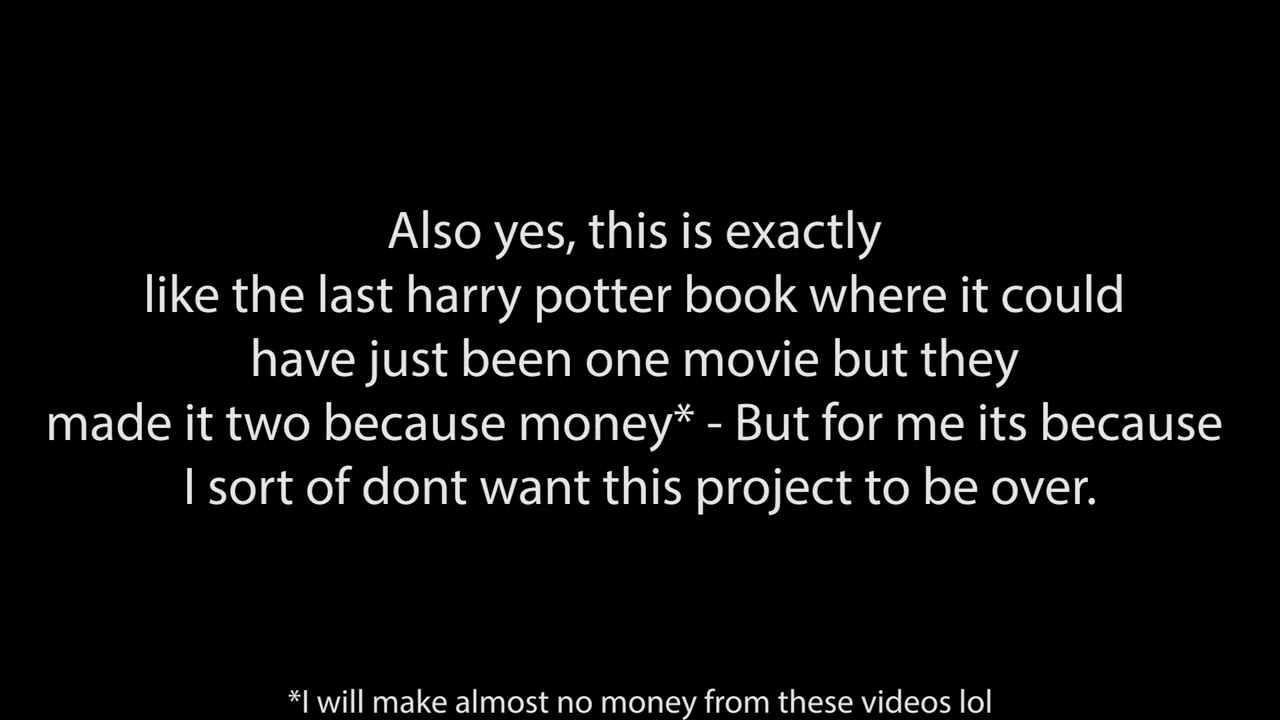 Also yes, this is exactly
like the last harry potter book where it could
have just been one movie but they
made it two because money* - But for me its because
I sort of dont want this project to be over.
*I will make almost no money from these videos lol